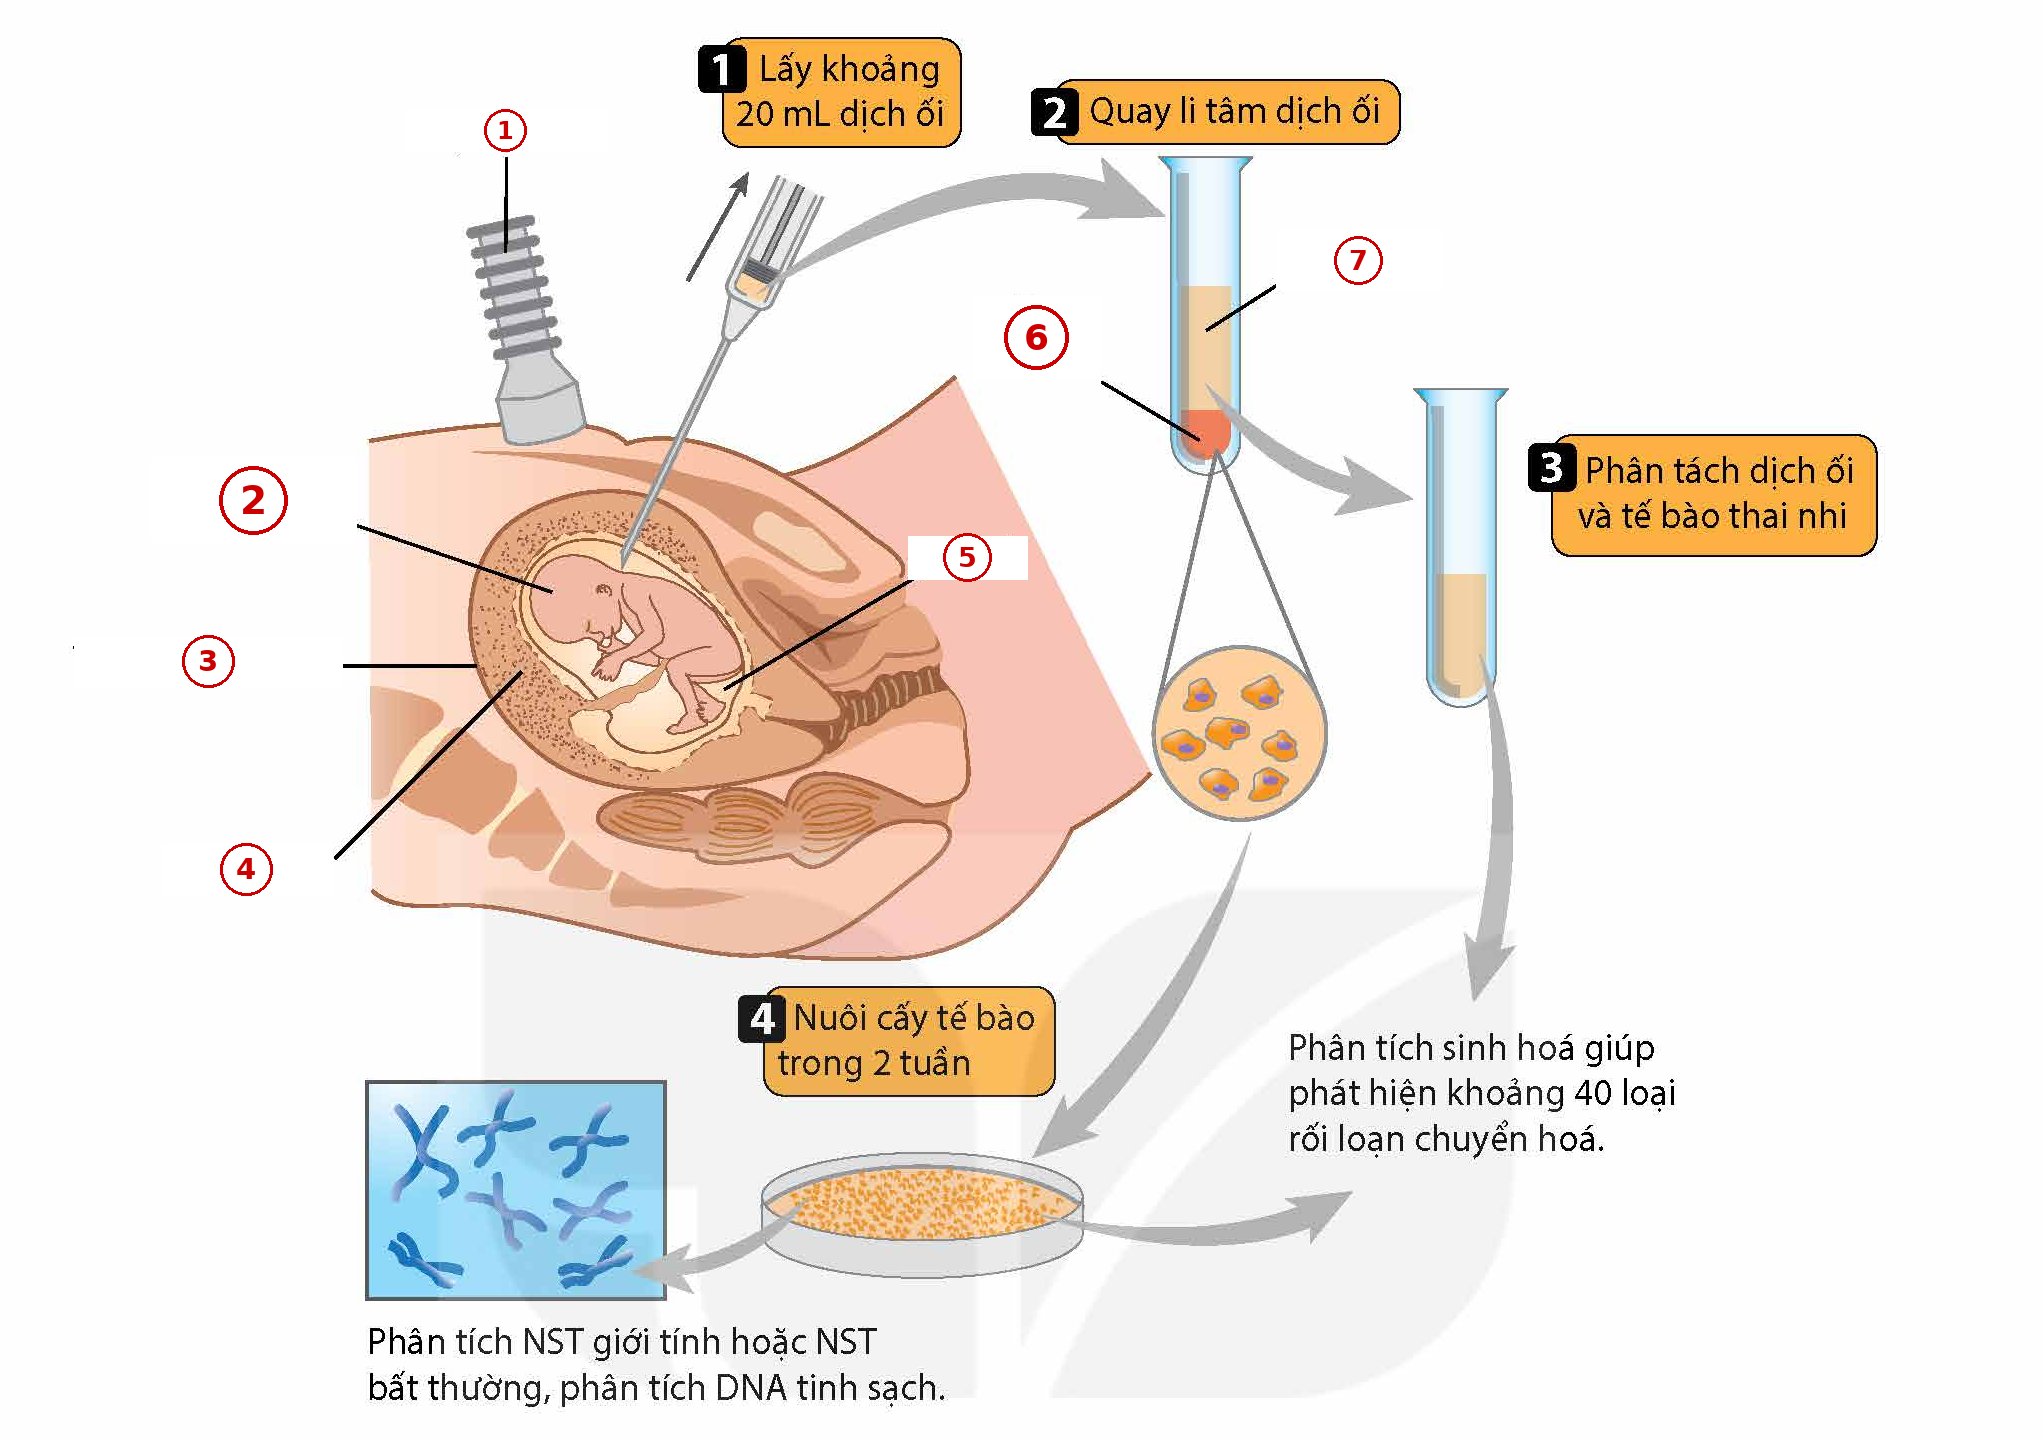 1 Lấy khoảng
20 mL dịch ối
2 Quay li tâm dịch ối
1
7
6
3 Phân tách dịch ối
và tế bào thai nhi
2
5
3
4
4 Nuôi cấy tế bào
trong 2 tuần
Phân tích sinh hoá giúp
phát hiện khoảng 40 loại
rối loạn chuyển hoá.
Phân tích NST giới tính hoặc NST
bất thường, phân tích DNA tinh sạch.